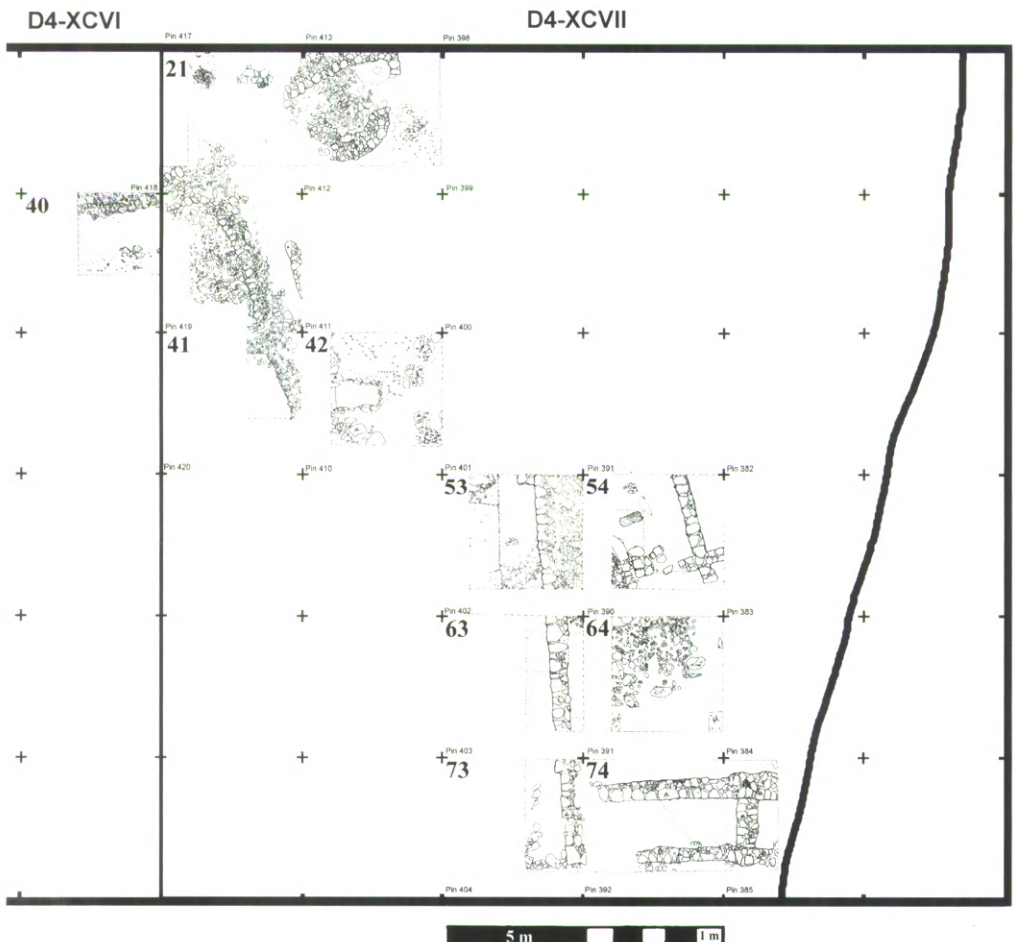 D4-XCVI D4-XCVII
Pin 417 Pin 413 Pin 398
21
Pin 418 Pin 412 Pin 399
40
Pin 419 Pin 411 Pin 400
41 42
Pin 420 Pin 410 Pin 401 Pin 391 Pin 382
53 54
Pin 402 Pin 390 Pin 383
63 64
Pin 403 Pin 391 Pin 384
73 74
Pin 404 Pin 392 Pin 385
5 m 1 m